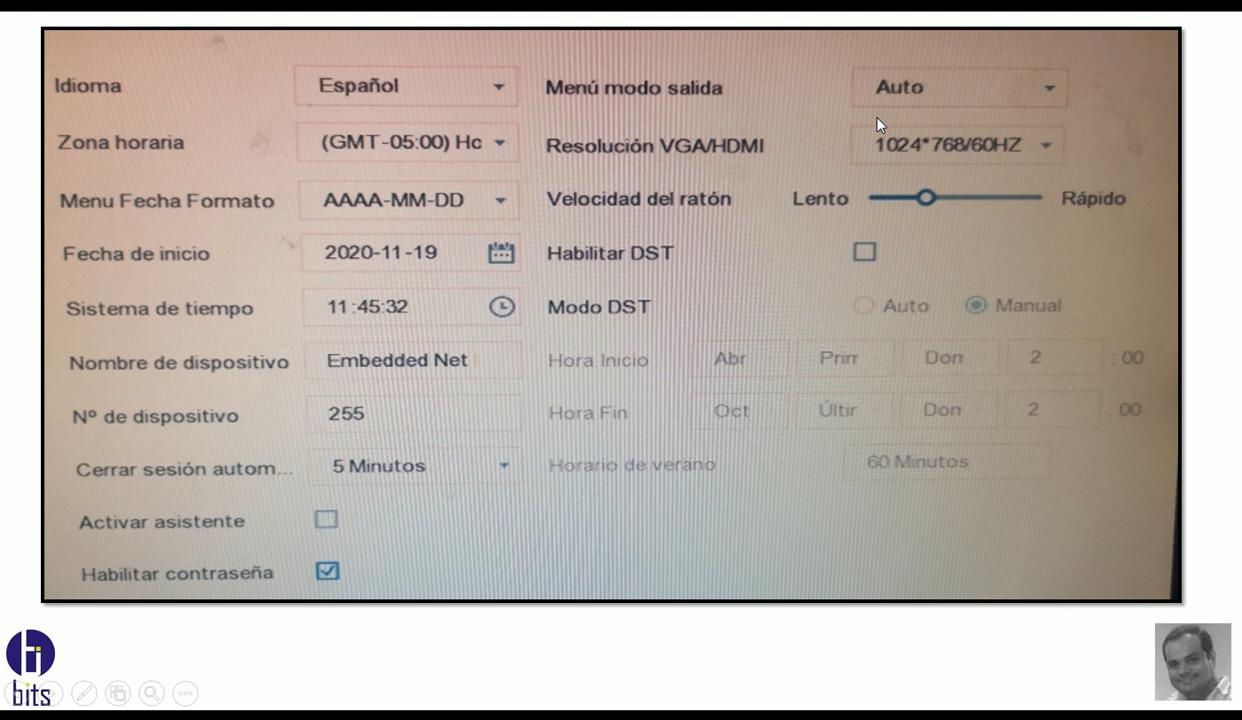 Idioma Español Menú modo salida Auto
Zona horaria (GMT-05:00) Ho Resolución VGA/HDMI 1024*768/60HZ
Menu Fecha Formato AAAA-MM-DD Velocidad del ratón Lento Rápido
Fecha de inicio 2020-11-19 Habilitar DST
Sistema de tiempo 11:45:32 Modo DST Auto Manual
Nombre de dispositivo Embedded Net Hora Inicio Abr Prim Dom 2 :00
Nº de dispositivo 255 Hora Fin Oct Últir Dom 2 :00
Cerrar sesión autom... 5 Minutos Horario de verano 60 Minutos
Activar asistente
Habilitar contraseña
bits